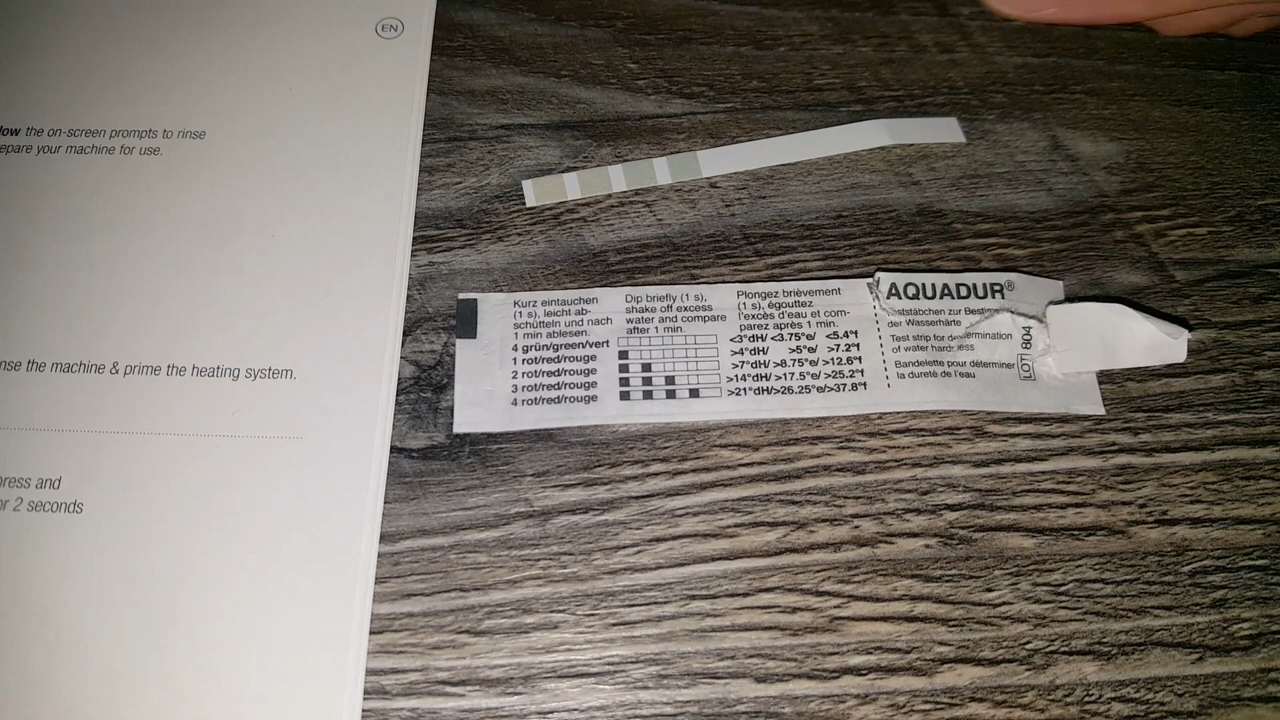 EN
low the on-screen prompts to rinse
epare your machine for use.
nse the machine & prime the heating system.
press and
or 2 seconds
Kurz eintauchen
(1 s), leicht ab-
schütteln und nach
1 min ablesen.
4 grün/green/vert
1 rot/red/rouge
2 rot/red/rouge
3 rot/red/rouge
4 rot/red/rouge
Dip briefly (1 s),
shake off excess
water and compare
after 1 min.
Plongez brièvement
(1 s), égouttez
l'excès d'eau et com-
parez après 1 min.
<3°dH/ <3.75°e/ <5.4°f
>4°dH/ >5°e/ >7.2°f
>7°dH/ >8.75°e/ >12.6°f
>14°dH/ >17.5°e/ >25.2°f
>21°dH/>26.25°e/>37.8°f
AQUADUR®
der Wasserhärte
Test strip for determination
of water hardness
Bandelette pour déterminer
la dureté de l'eau
LOT 804